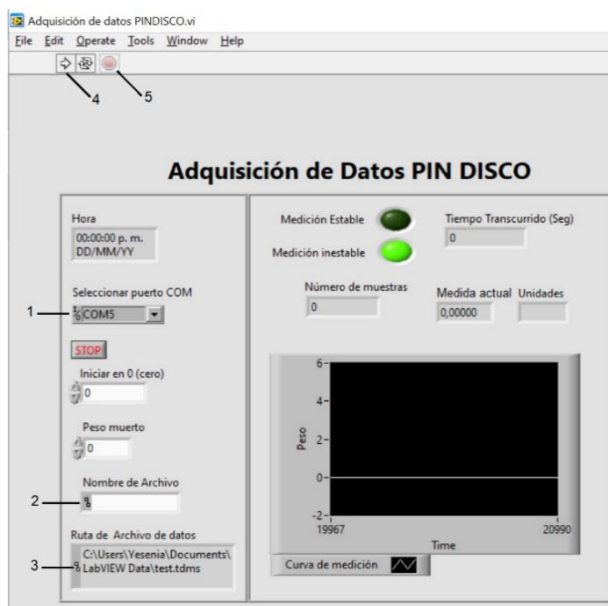 Adquisición de datos PINDISCO.vi
File Edit Operate Tools Window Help
4
5
Adquisición de Datos PIN DISCO
Hora
00:00:00 p. m.
DD/MM/YY
Seleccionar puerto COM
1
COM5
STOP
Iniciar en 0 (cero)
0
Peso muerto
0
Nombre de Archivo
2
Ruta de Archivo de datos
3
C:\Users\Yesenia\Documents\
LabVIEW Data\test.tdms
Medición Estable
Medición inestable
Tiempo Transcurrido (Seg)
0
Número de muestras
0
Medida actual
0,00000
Unidades
Peso
6
4
2
0
-2
19967
20990
Time
Curva de medición